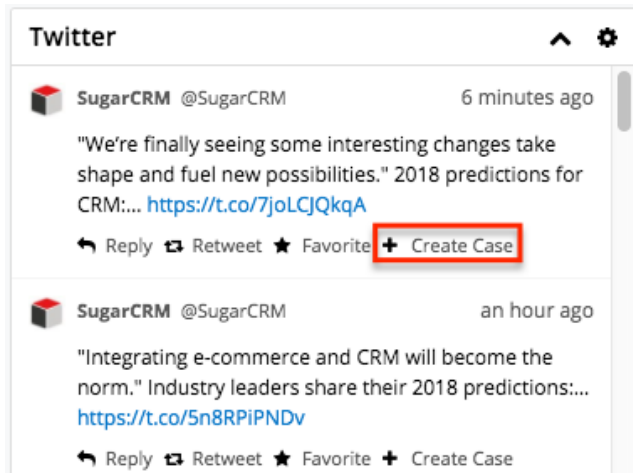 Twitter
SugarCRM @SugarCRM 6 minutes ago
"We're finally seeing some interesting changes take
shape and fuel new possibilities." 2018 predictions for
CRM:... https://t.co/7joLCJQkqA
Reply Retweet Favorite Create Case
SugarCRM @SugarCRM an hour ago
"Integrating e-commerce and CRM will become the
norm." Industry leaders share their 2018 predictions:...
https://t.co/5n8RPiPNDv
Reply Retweet Favorite Create Case